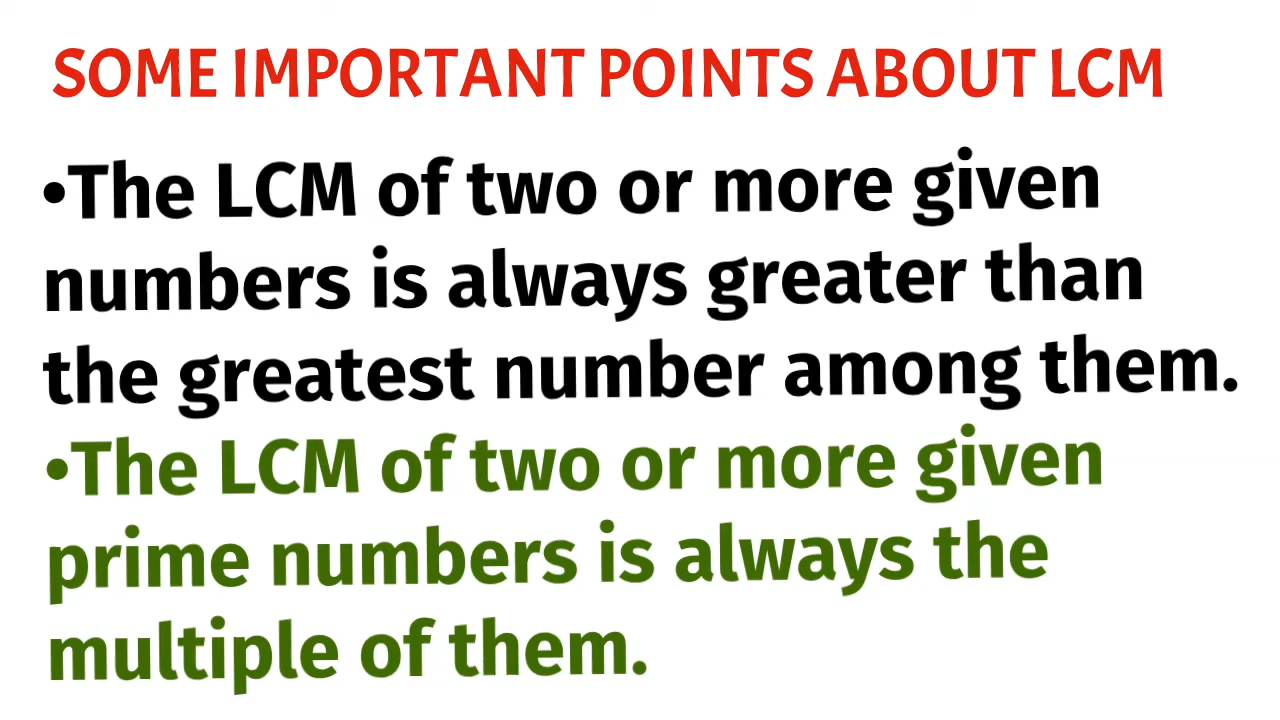 SOME IMPORTANT POINTS ABOUT LCM
•The LCM of two or more given
numbers is always greater than
the greatest number among them.
•The LCM of two or more given
prime numbers is always the
multiple of them.